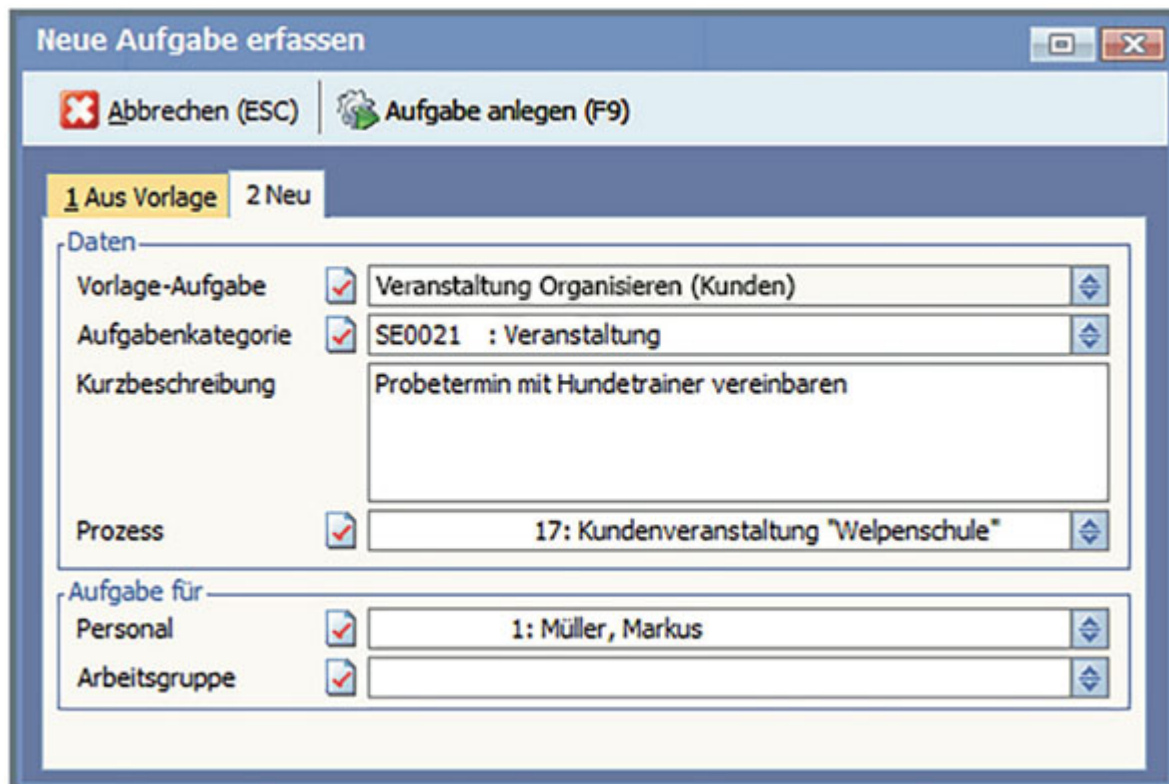 Neue Aufgabe erfassen
Abbrechen (ESC) Aufgabe anlegen (F9)
1 Aus Vorlage 2 Neu
Daten
Vorlage-Aufgabe Veranstaltung Organisieren (Kunden)
Aufgabenkategorie SE0021 : Veranstaltung
Kurzbeschreibung Probetermin mit Hundetrainer vereinbaren
Prozess 17: Kundenveranstaltung "Welpenschule"
Aufgabe für
Personal 1: Müller, Markus
Arbeitsgruppe